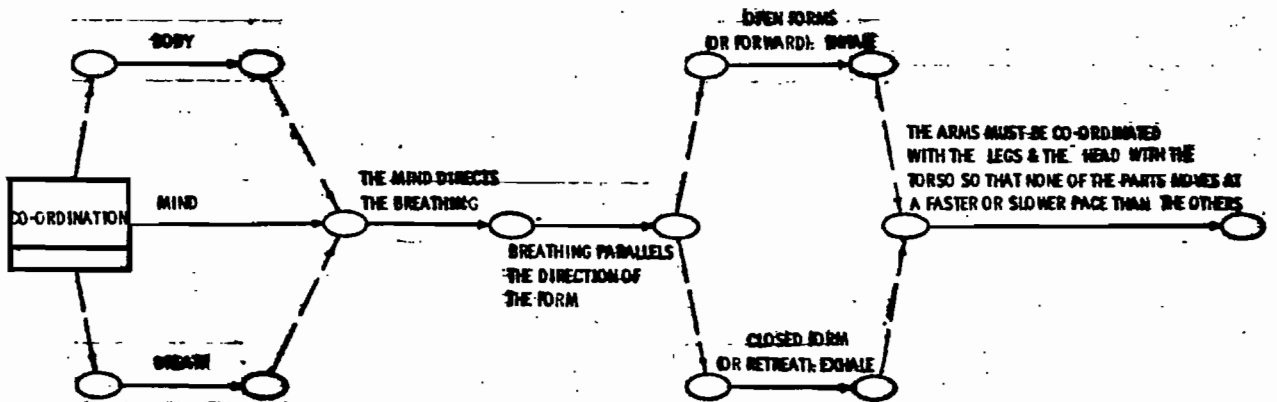 BODY
OPEN FORMS
(OR FORWARD): INHALE
THE ARMS MUST BE CO-ORDINATED
WITH THE LEGS & THE HEAD WITH THE
TORSO SO THAT NONE OF THE PARTS MOVES AT
A FASTER OR SLOWER PACE THAN THE OTHERS
CO-ORDINATION
MIND
THE MIND DIRECTS
THE BREATHING
BREATHING PARALLELS
THE DIRECTION OF
THE FORM
BREATH
CLOSED FORM
(OR RETREAT): EXHALE